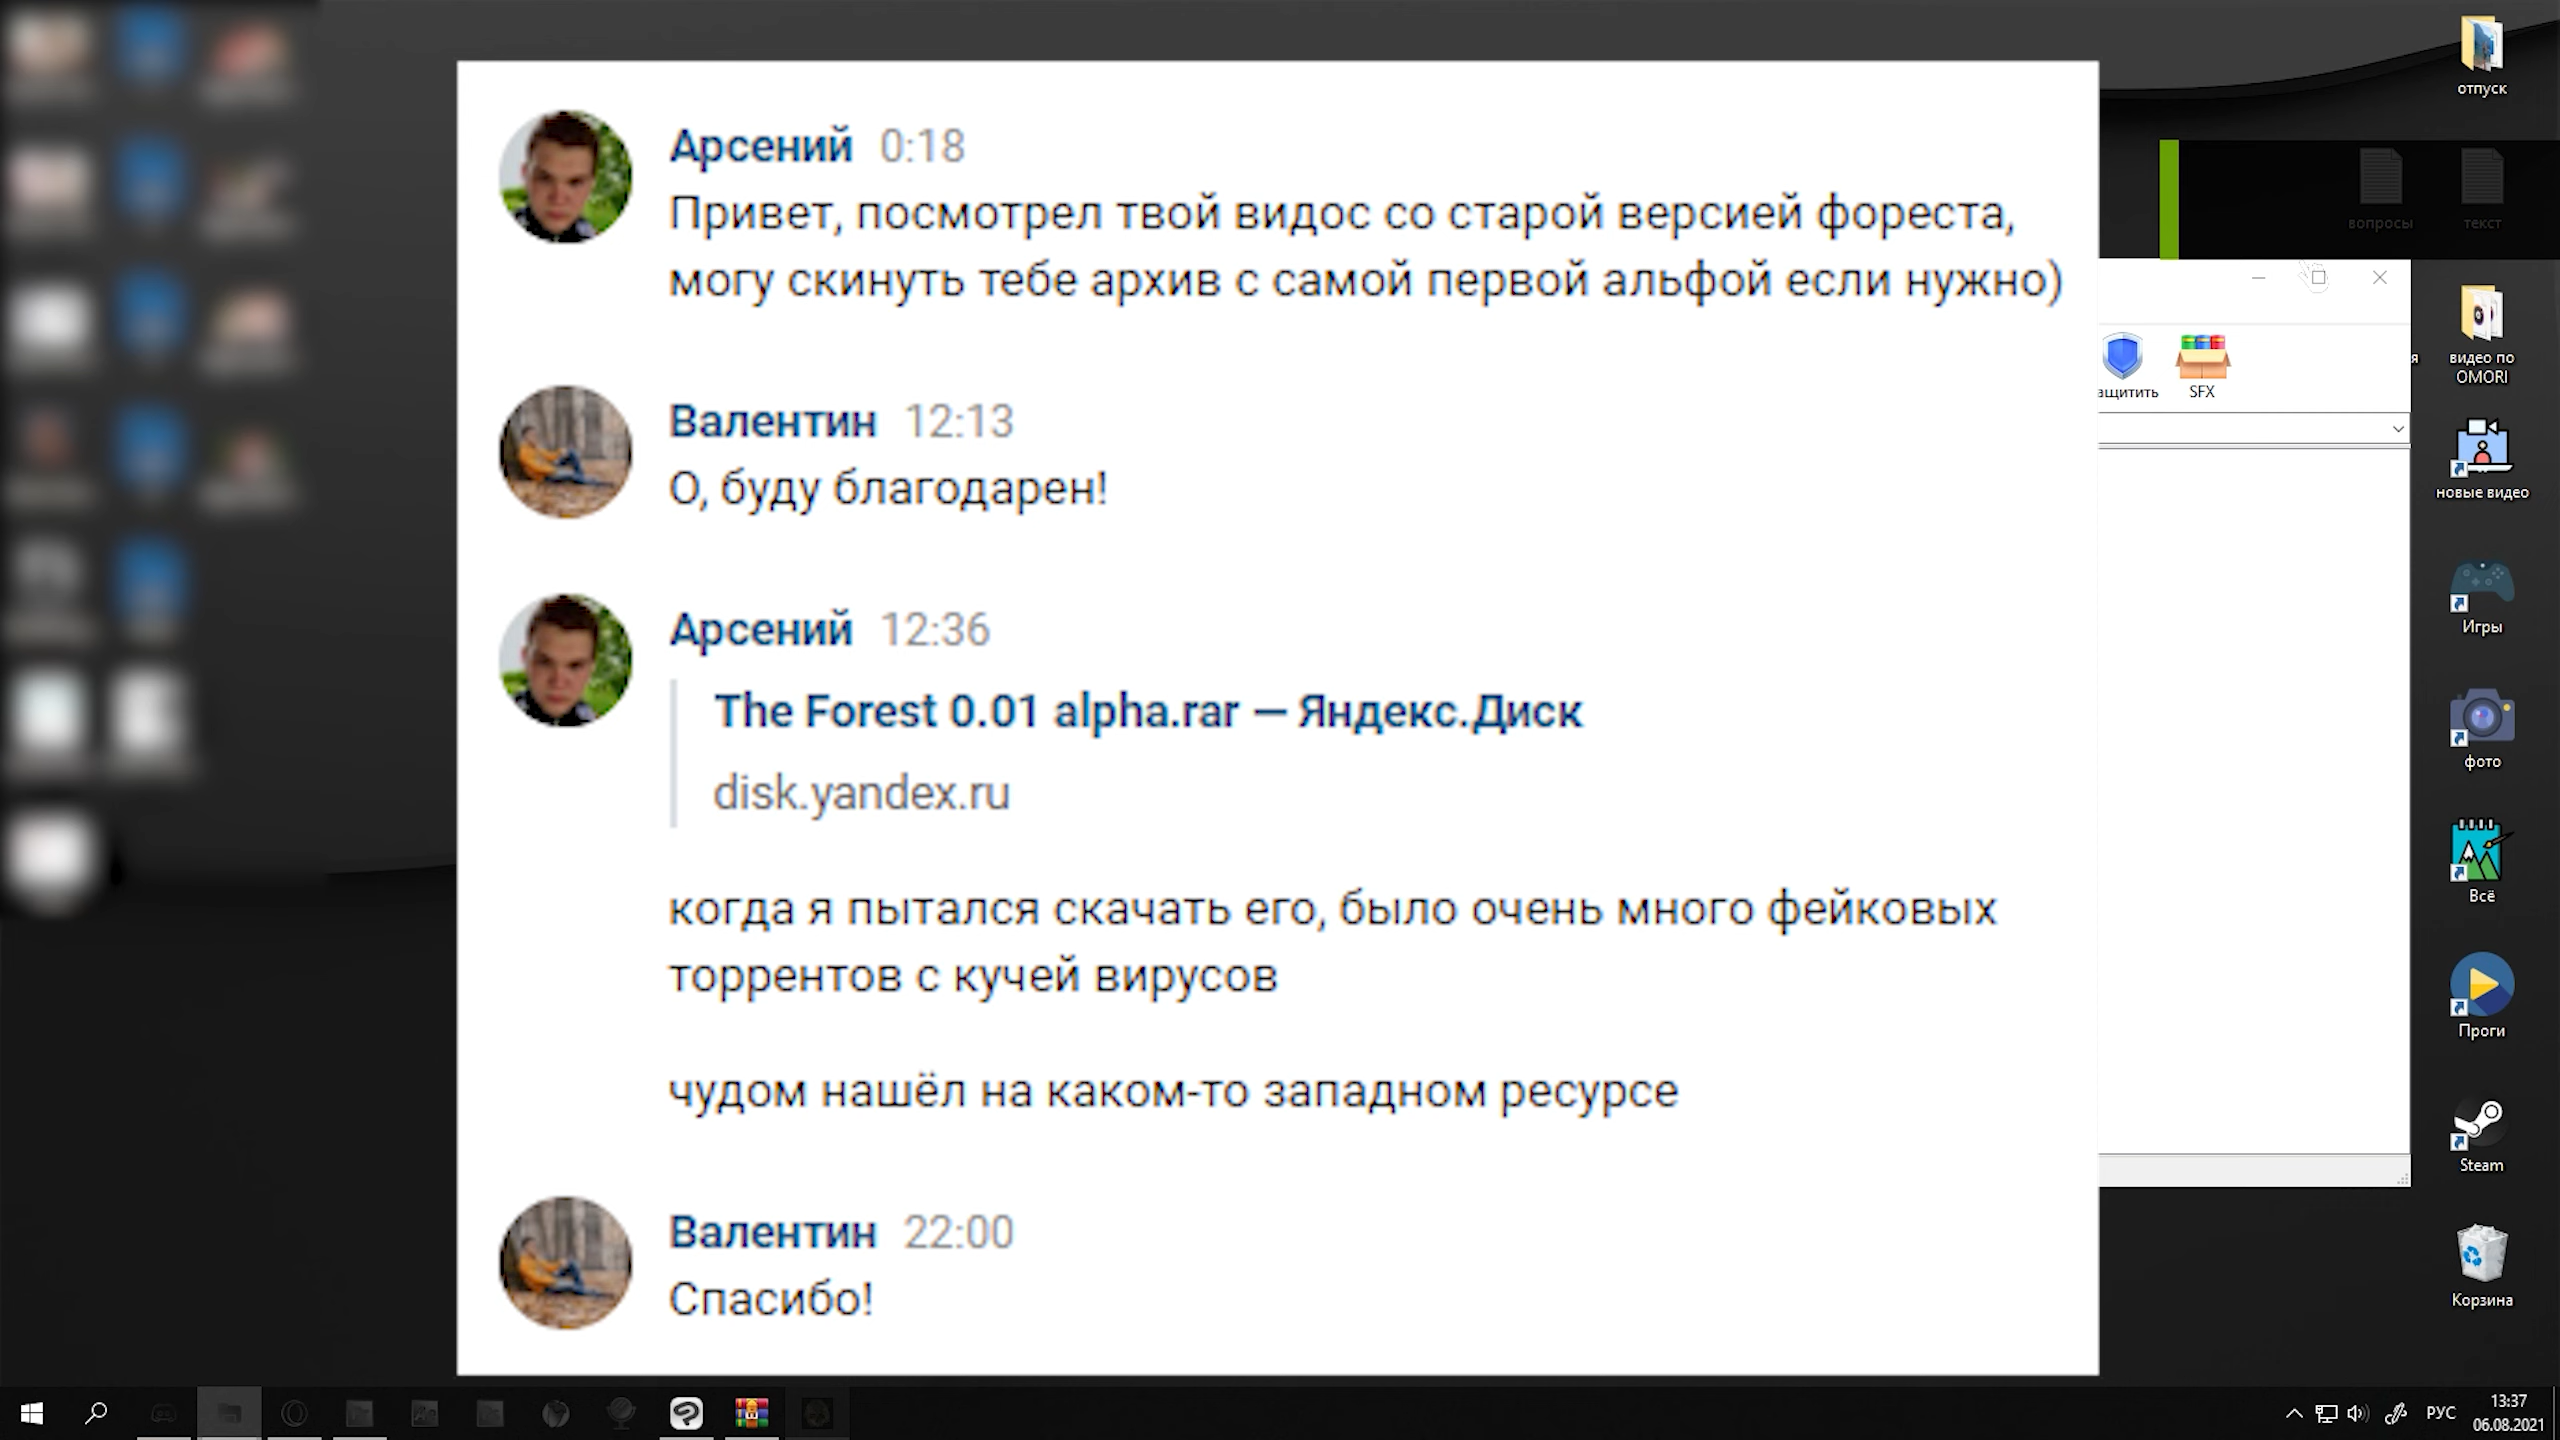 Арсений 0:18
Привет, посмотрел твой видос со старой версией фореста,
могу скинуть тебе архив с самой первой альфой если нужно)
Валентин 12:13
О, буду благодарен!
Арсений 12:36
The Forest 0.01 alpha.rar — Яндекс.Диск
disk.yandex.ru
когда я пытался скачать его, было очень много фейковых
торрентов с кучей вирусов
чудом нашёл на каком-то западном ресурсе
Валентин 22:00
Спасибо!
ащитить
SFX
я
отпуск
вопросы
текст
видео по
OMORI
новые видео
Игры
фото
Всё
Проги
Steam
Корзина
РУС
13:37
06.08.2021